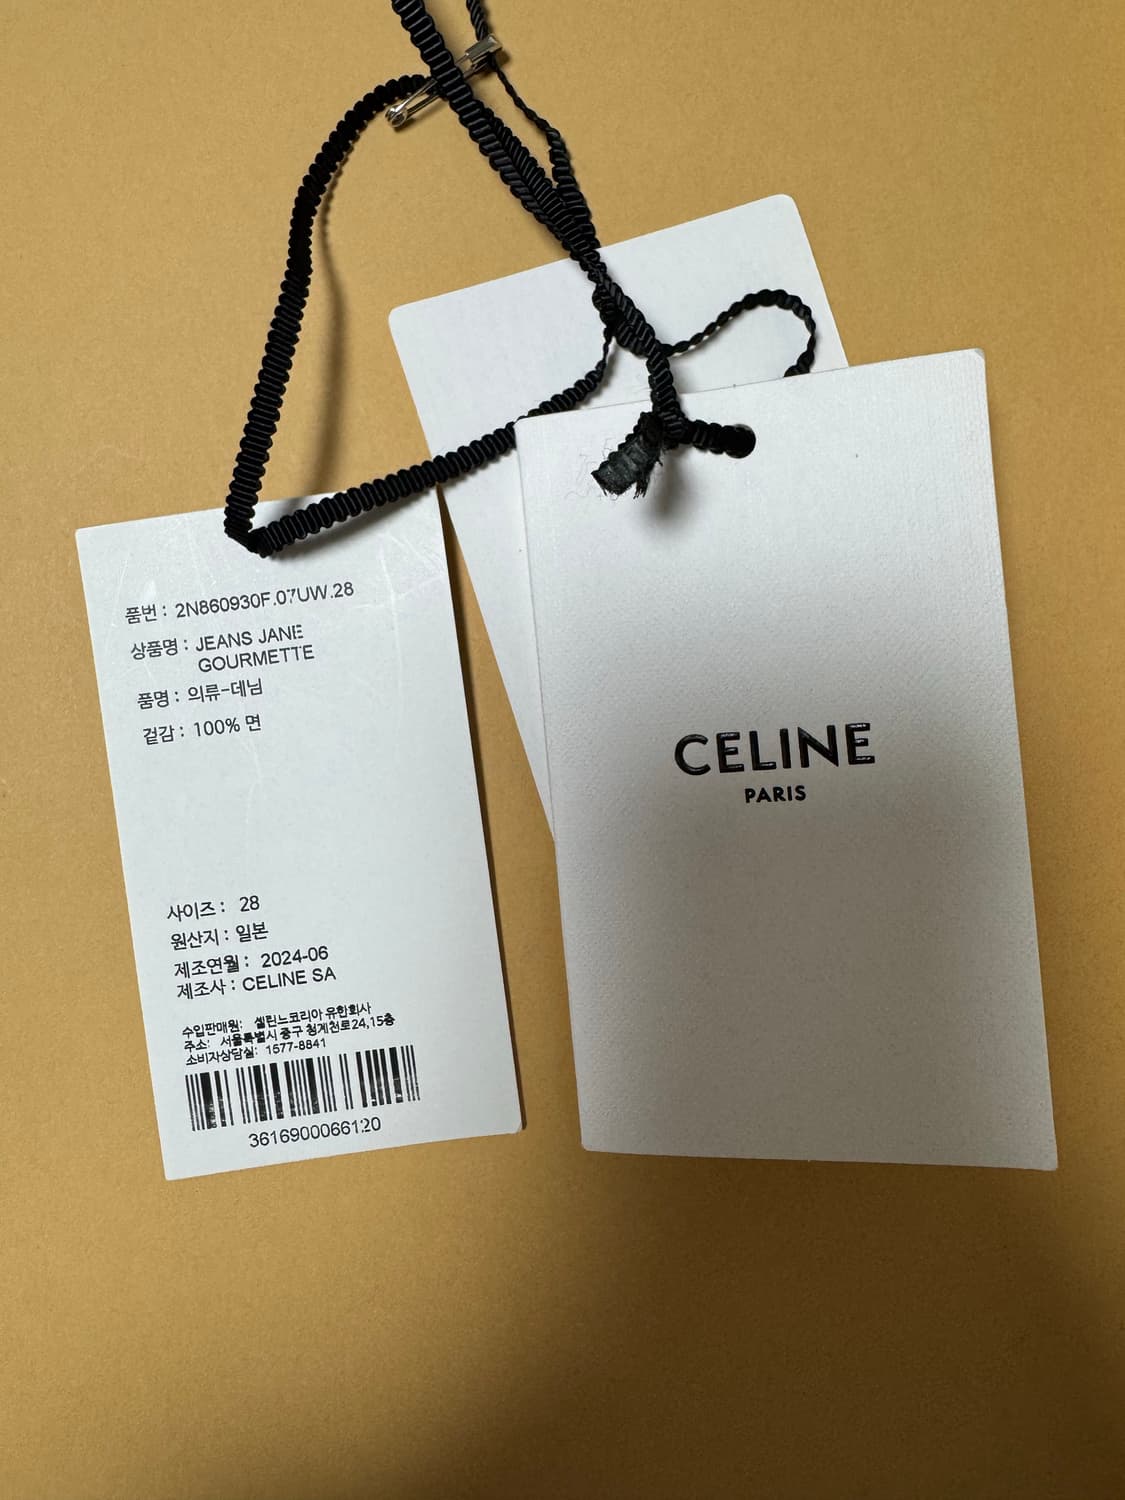 품번 : 2N860930F.07UW.28
상품명 : JEANS JANE
GOURMETTE
품명 : 의류-데님
겉감 : 100% 면
사이즈 : 28
원산지 : 일본
제조연월 : 2024-06
제조사 : CELINE SA
수입판매원: 셀린느코리아 유한회사
주소: 서울특별시 중구 청계천로24,15층
소비자상담실: 1577-8841
3616900066120
CELINE
PARIS